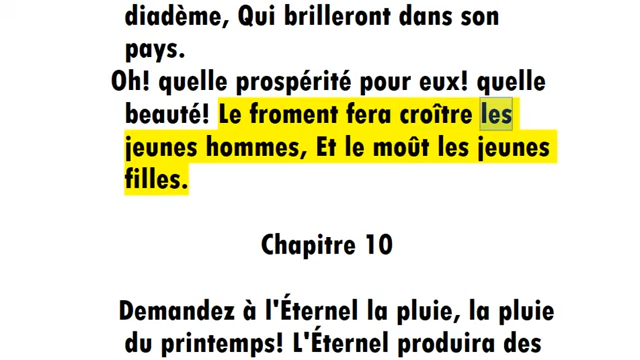 diadème, Qui brilleront dans son
pays.
Oh! quelle prospérité pour eux! quelle
beauté! Le froment fera croître les
jeunes hommes, Et le moût les jeunes
filles.
Chapitre 10
Demandez à l'Éternel la pluie, la pluie
du printemps! L'Éternel produira des